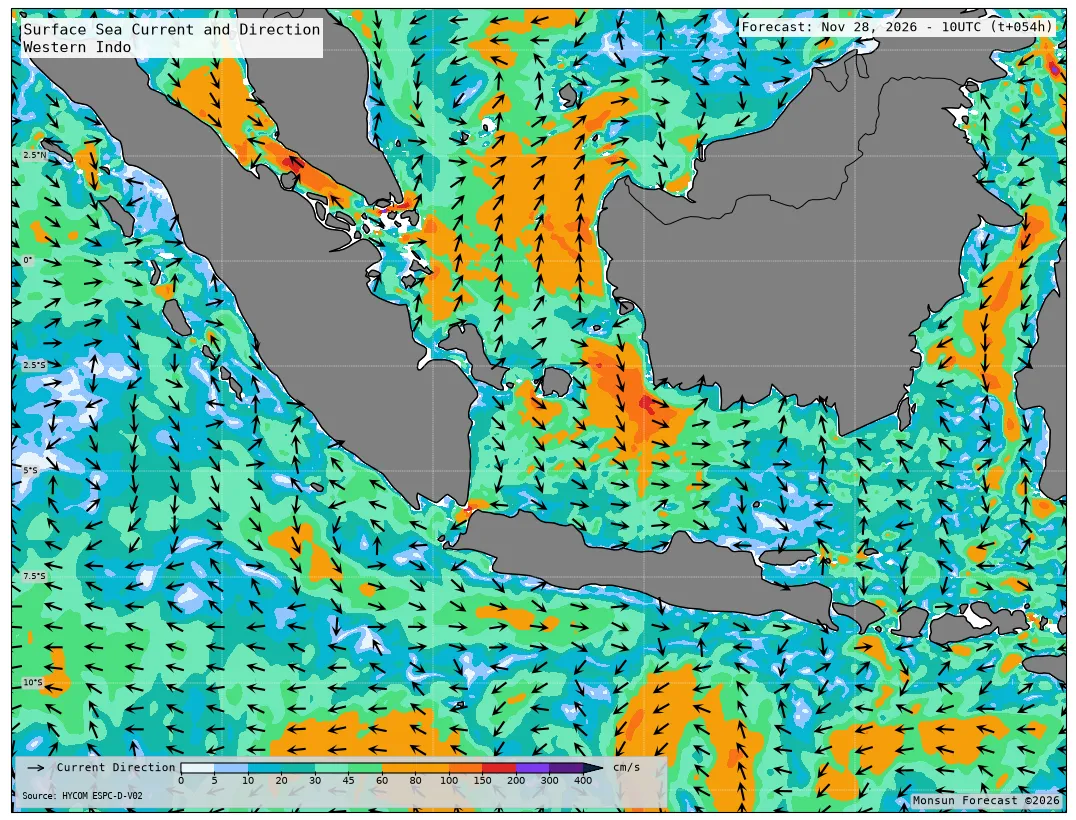 Surface Sea Current and Direction
Western Indo
Forecast: Nov 28, 2026 - 10UTC (t+054h)
2.5°N
0°
2.5°S
5°S
7.5°S
10°S
Current Direction
0 5 10 20 30 45 60 80 100 150 200 300 400 cm/s
Source: HYCOM ESPC-D-V02
Monsun Forecast ©2026